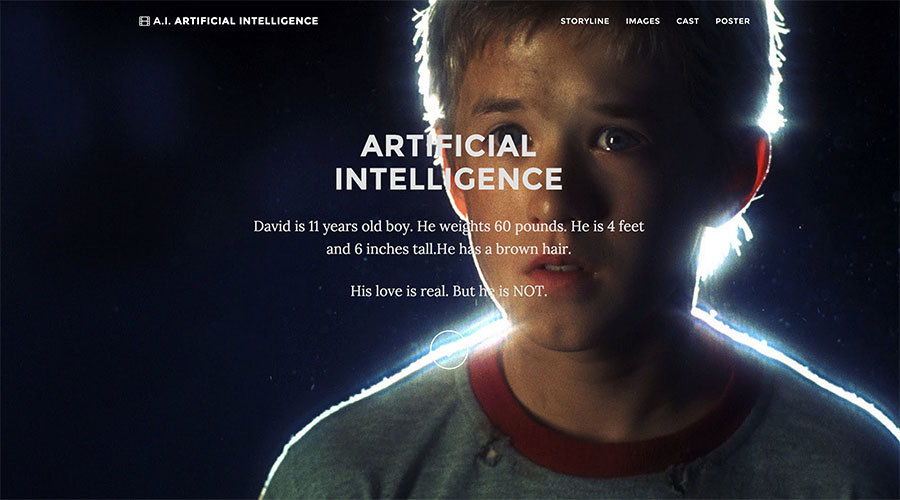 A.I. ARTIFICIAL INTELLIGENCE
STORYLINE IMAGES CAST POSTER
ARTIFICIAL
INTELLIGENCE
David is 11 years old boy. He weights 60 pounds. He is 4 feet
and 6 inches tall.He has a brown hair.
His love is real. But he is NOT.